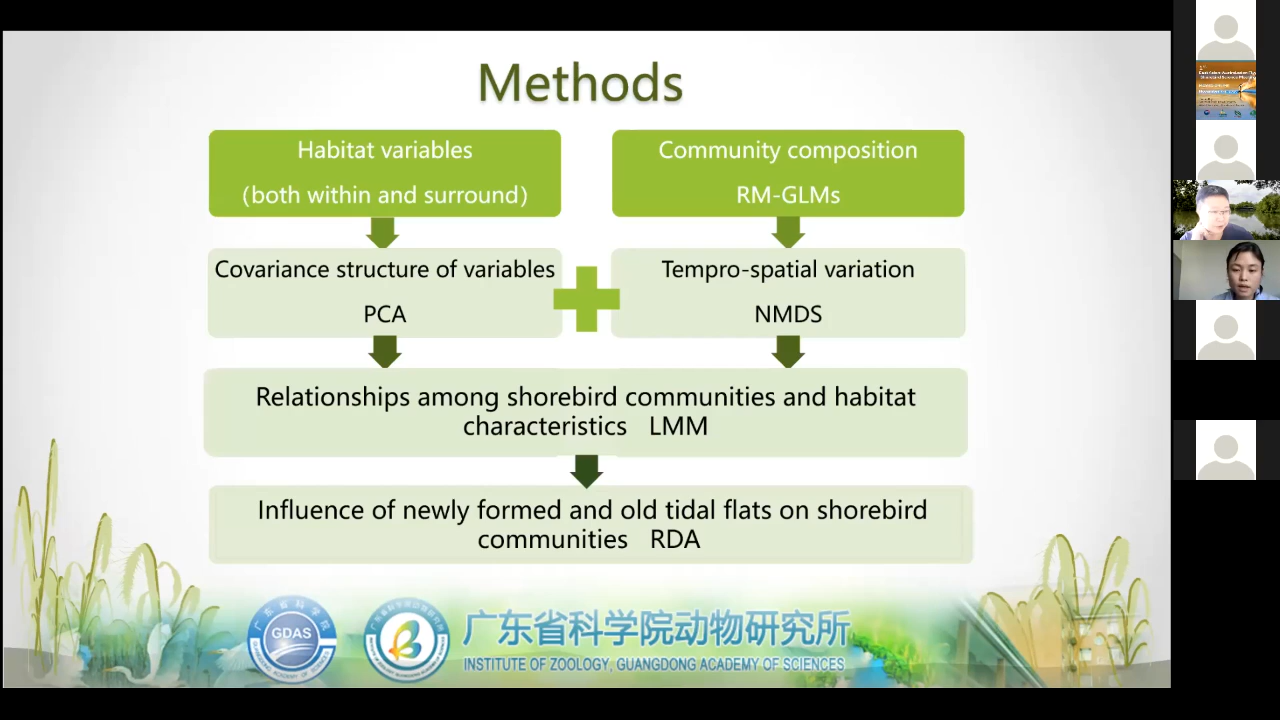 Methods
Habitat variables
（both within and surround）
Community composition
RM-GLMs
Covariance structure of variables
PCA
Tempro-spatial variation
NMDS
Relationships among shorebird communities and habitat
characteristics LMM
Influence of newly formed and old tidal flats on shorebird
communities RDA
GDAS
广东省科学院动物研究所
INSTITUTE OF ZOOLOGY, GUANGDONG ACADEMY OF SCIENCES